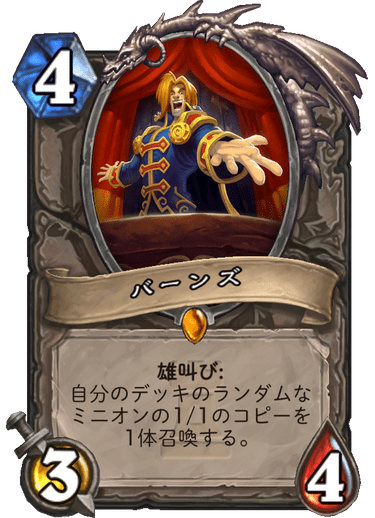 4
バーンズ
雄叫び:
自分のデッキのランダムな
ミニオンの1/1のコピーを
1体召喚する。
3
4